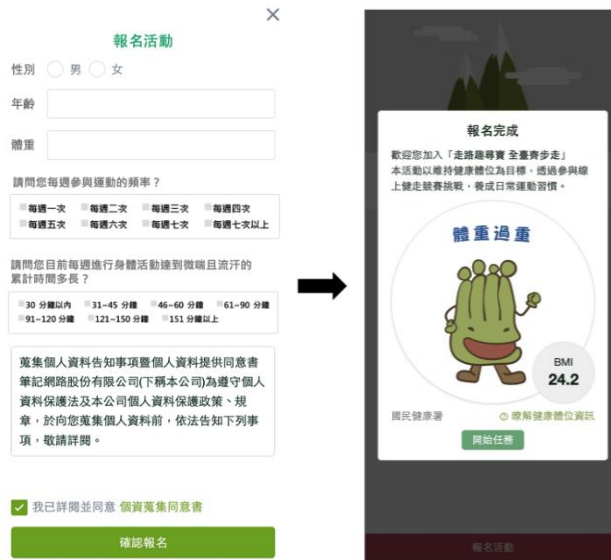 報名活動
性別 男 女
年齡
體重
請問您每週參與運動的頻率？
每週一次 每週二次 每週三次 每週四次
每週五次 每週六次 每週七次 每週七次以上
請問您目前每週進行身體活動達到微喘且流汗的
累計時間多長？
30 分鐘以內 31~45 分鐘 46~60 分鐘 61~90 分鐘
91~120 分鐘 121~150 分鐘 151 分鐘以上
蒐集個人資料告知事項暨個人資料提供同意書
筆記網路股份有限公司(下稱本公司)為遵守個人
資料保護法及本公司個人資料保護政策、規
章，於向您蒐集個人資料前，依法告知下列事
項，敬請詳閱。
我已詳閱並同意 個資蒐集同意書
確認報名
報名完成
歡迎您加入「走路趣尋寶 全臺齊步走」
本活動以維持健康體位為目標，透過參與線
上健走競賽挑戰，養成日常運動習慣。
體重過重
BMI
24.2
國民健康署 瞭解健康體位資訊
開始任務
報名活動